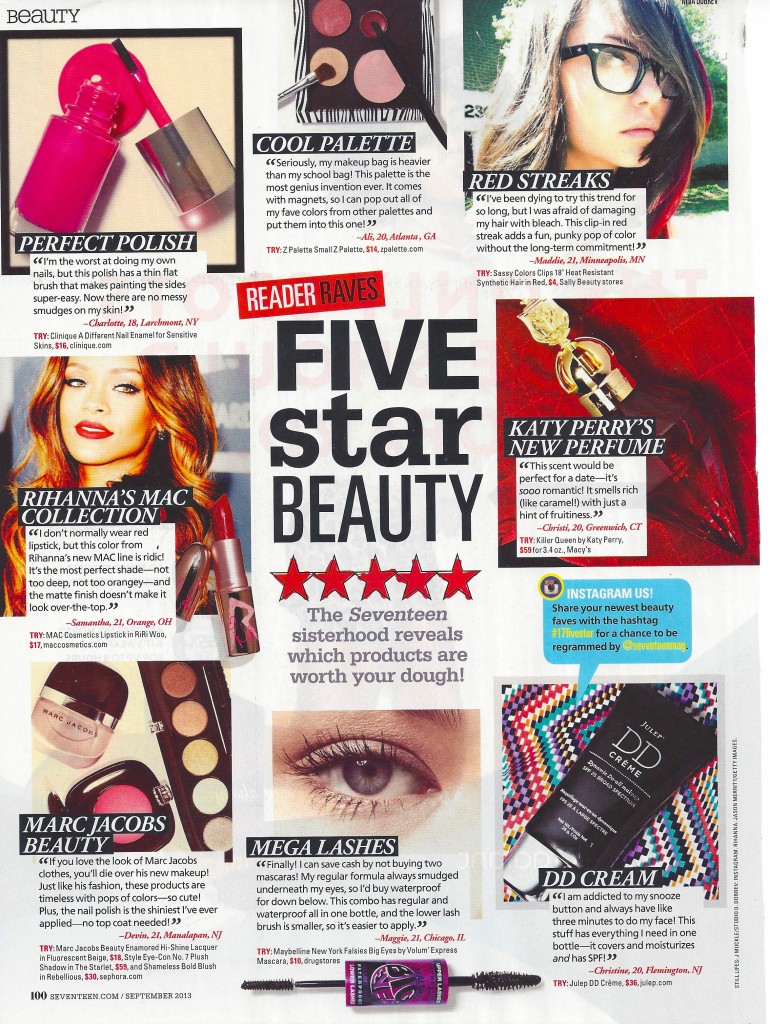 BEAUTY
NINA DOBREV
PERFECT POLISH
“I'm the worst at doing my own
nails, but this polish has a thin flat
brush that makes painting the sides
super-easy. Now there are no messy
smudges on my skin!”
–Charlotte, 18, Larchmont, NY
TRY: Clinique A Different Nail Enamel for Sensitive
Skins, $16, clinique.com
COOL PALETTE
“Seriously, my makeup bag is heavier
than my school bag! This palette is the
most genius invention ever. It comes
with magnets, so I can pop out all of
my fave colors from other palettes and
put them into this one!”
–Ali, 20, Atlanta, GA
TRY: Z Palette Small Z Palette, $14, zpalette.com
23
RED STREAKS
“I've been dying to try this trend for
so long, but I was afraid of damaging
my hair with bleach. This clip-in red
streak adds a fun, punky pop of color
without the long-term commitment!”
–Maddie, 21, Minneapolis, MN
TRY: Sassy Colors Clips 18" Heat Resistant
Synthetic Hair in Red, $4, Sally Beauty stores
READER RAVES
FIVE
star
BEAUTY
The Seventeen
sisterhood reveals
which products are
worth your dough!
RIHANNA'S MAC
COLLECTION
“I don't normally wear red
lipstick, but this color from
Rihanna's new MAC line is ridic!
It's the most perfect shade—not
too deep, not too orangey—and
the matte finish doesn't make it
look over-the-top.”
–Samantha, 21, Orange, OH
TRY: MAC Cosmetics Lipstick in RiRi Woo,
$17, maccosmetics.com
KATY PERRY'S
NEW PERFUME
“This scent would be
perfect for a date—it's
sooo romantic! It smells rich
(like caramel!) with just a
hint of fruitiness.”
–Christi, 20, Greenwich, CT
TRY: Killer Queen by Katy Perry,
$59 for 3.4 oz., Macy's
INSTAGRAM US!
Share your newest beauty
faves with the hashtag
#17fivestar for a chance to be
regrammed by @seventeenmag.
MARC JACOBS
MARC JACOBS
BEAUTY
“If you love the look of Marc Jacobs
clothes, you'll die over his new makeup!
Just like his fashion, these products are
timeless with pops of colors—so cute!
Plus, the nail polish is the shiniest I've ever
applied—no top coat needed!”
–Devin, 21, Manalapan, NJ
TRY: Marc Jacobs Beauty Enamored Hi-Shine Lacquer
in Fluorescent Beige, $18, Style Eye-Con No. 7 Plush
Shadow in The Starlet, $59, and Shameless Bold Blush
in Rebellious, $30, sephora.com
MEGA LASHES
“Finally! I can save cash by not buying two
mascaras! My regular formula always smudged
underneath my eyes, so I'd buy waterproof
for down below. This combo has regular and
waterproof all in one bottle, and the lower lash
brush is smaller, so it's easier to apply.”
–Maggie, 21, Chicago, IL
TRY: Maybelline New York Falsies Big Eyes by Volum' Express
Mascara, $10, drugstores
WATERPROOF
LOWER LASHES
UPPER LASHES
JULEP
DD
CRÈME
Dynamic Do-all makeup
SPF 25 BROAD SPECTRUM
SPF 25 À LARGE SPECTRE
DD CREAM
“I am addicted to my snooze
button and always have like
three minutes to do my face! This
stuff has everything I need in one
bottle—it covers and moisturizes
and has SPF!”
–Christine, 20, Flemington, NJ
TRY: Julep DD Crème, $36, julep.com
STILL LIFES: J MUCKLE/STUDIO D. DOBREV: INSTAGRAM. RIHANNA: JASON MERRITT/GETTY IMAGES.
100 SEVENTEEN.COM / SEPTEMBER 2013